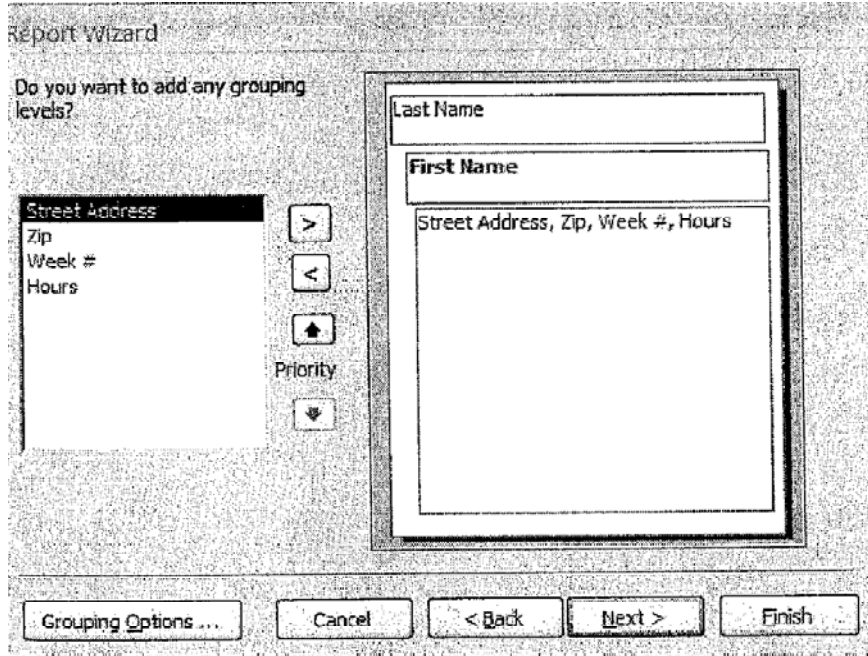 Report Wizard
Do you want to add any grouping
levels?
Street Address
Zip
Week #
Hours
>
<
Priority
Last Name
First Name
Street Address, Zip, Week #, Hours
Grouping Options ...
Cancel
< Back
Next >
Finish